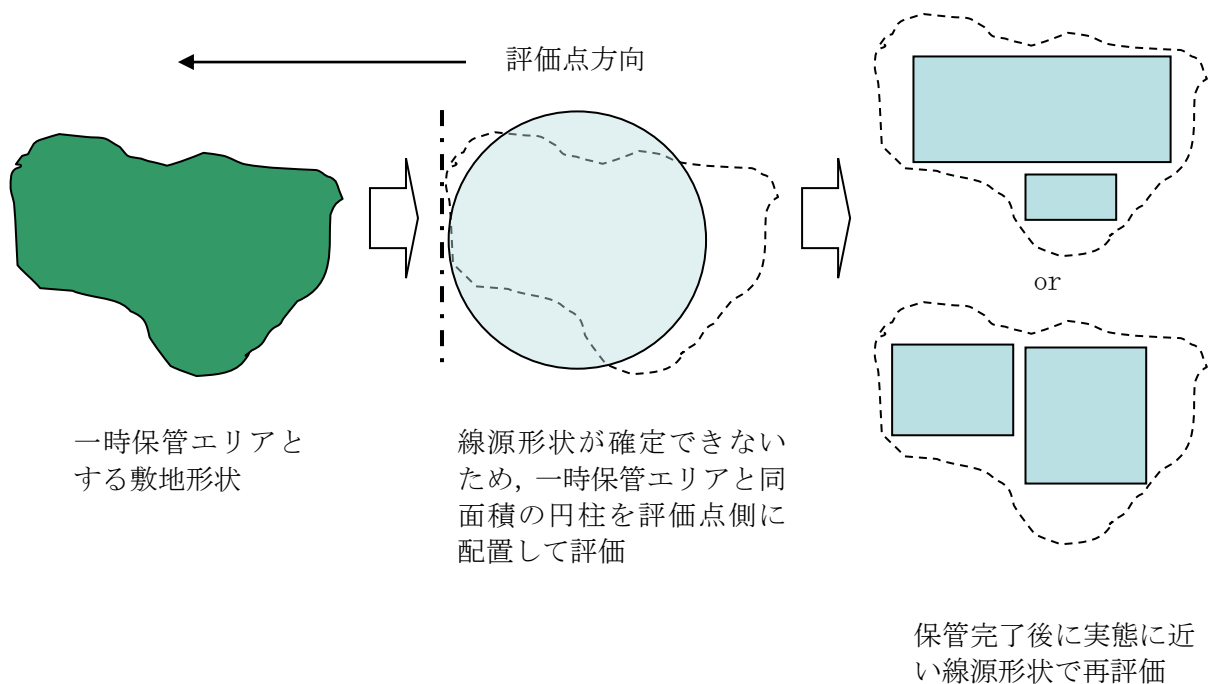 評価点方向
一時保管エリアと
する敷地形状
線源形状が確定できない
ため，一時保管エリアと同
面積の円柱を評価点側に
配置して評価
or
保管完了後に実態に近
い線源形状で再評価